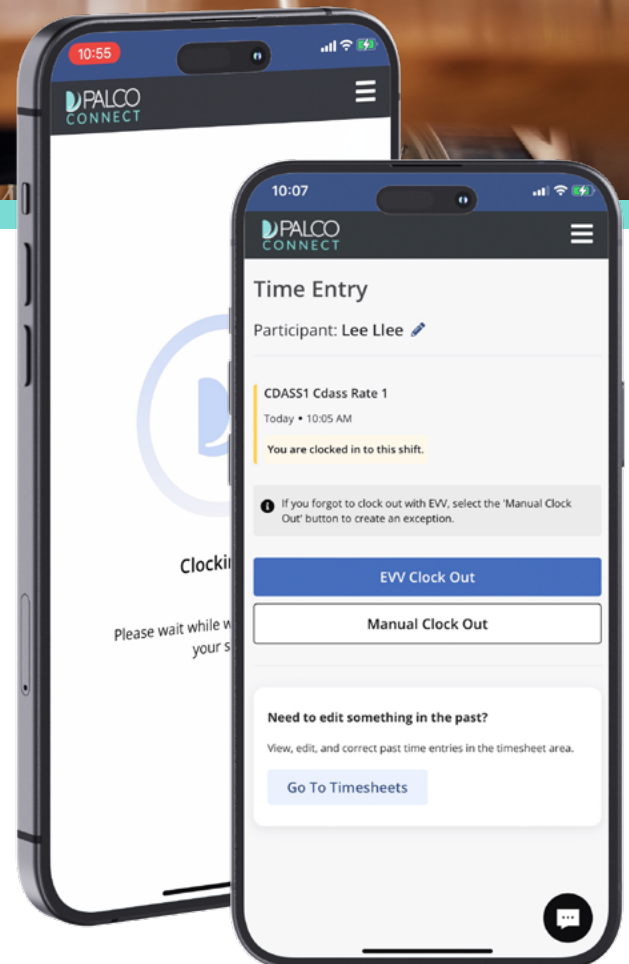 10:55
PALCO
CONNECT
Clocki
Please wait while w
your s
10:07
PALCO
CONNECT
Time Entry
Participant: Lee Llee
CDASS1 Cdass Rate 1
Today • 10:05 AM
You are clocked in to this shift.
If you forgot to clock out with EVV, select the 'Manual Clock
Out' button to create an exception.
EVV Clock Out
Manual Clock Out
Need to edit something in the past?
View, edit, and correct past time entries in the timesheet area.
Go To Timesheets